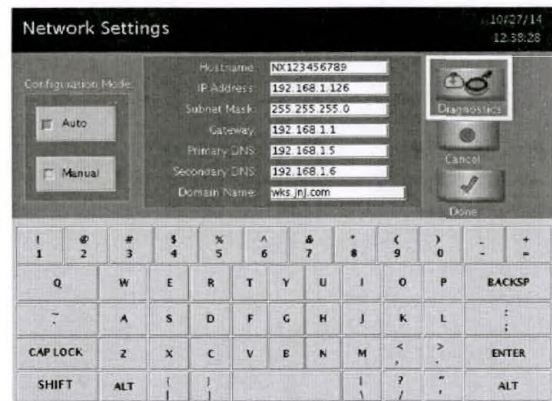 Network Settings
10/27/14
12:38:28
Configuration Mode:
Auto
Manual
Hostname: NX123456789
IP Address: 192.168.1.126
Subnet Mask: 255.255.255.0
Gateway: 192.168.1.1
Primary DNS: 192.168.1.5
Secondary DNS: 192.168.1.6
Domain Name: wks.jnj.com
Diagnostics
Cancel
Done
! @ # $ % ^ & * ( ) _ +
1 2 3 4 5 6 7 8 9 0 - =
Q W E R T Y U I O P BACKSP
~ A S D F G H J K L :
;
CAP LOCK Z X C V B N M < > ENTER
, .
SHIFT ALT { } | ? " ALT
[ ] \ / '